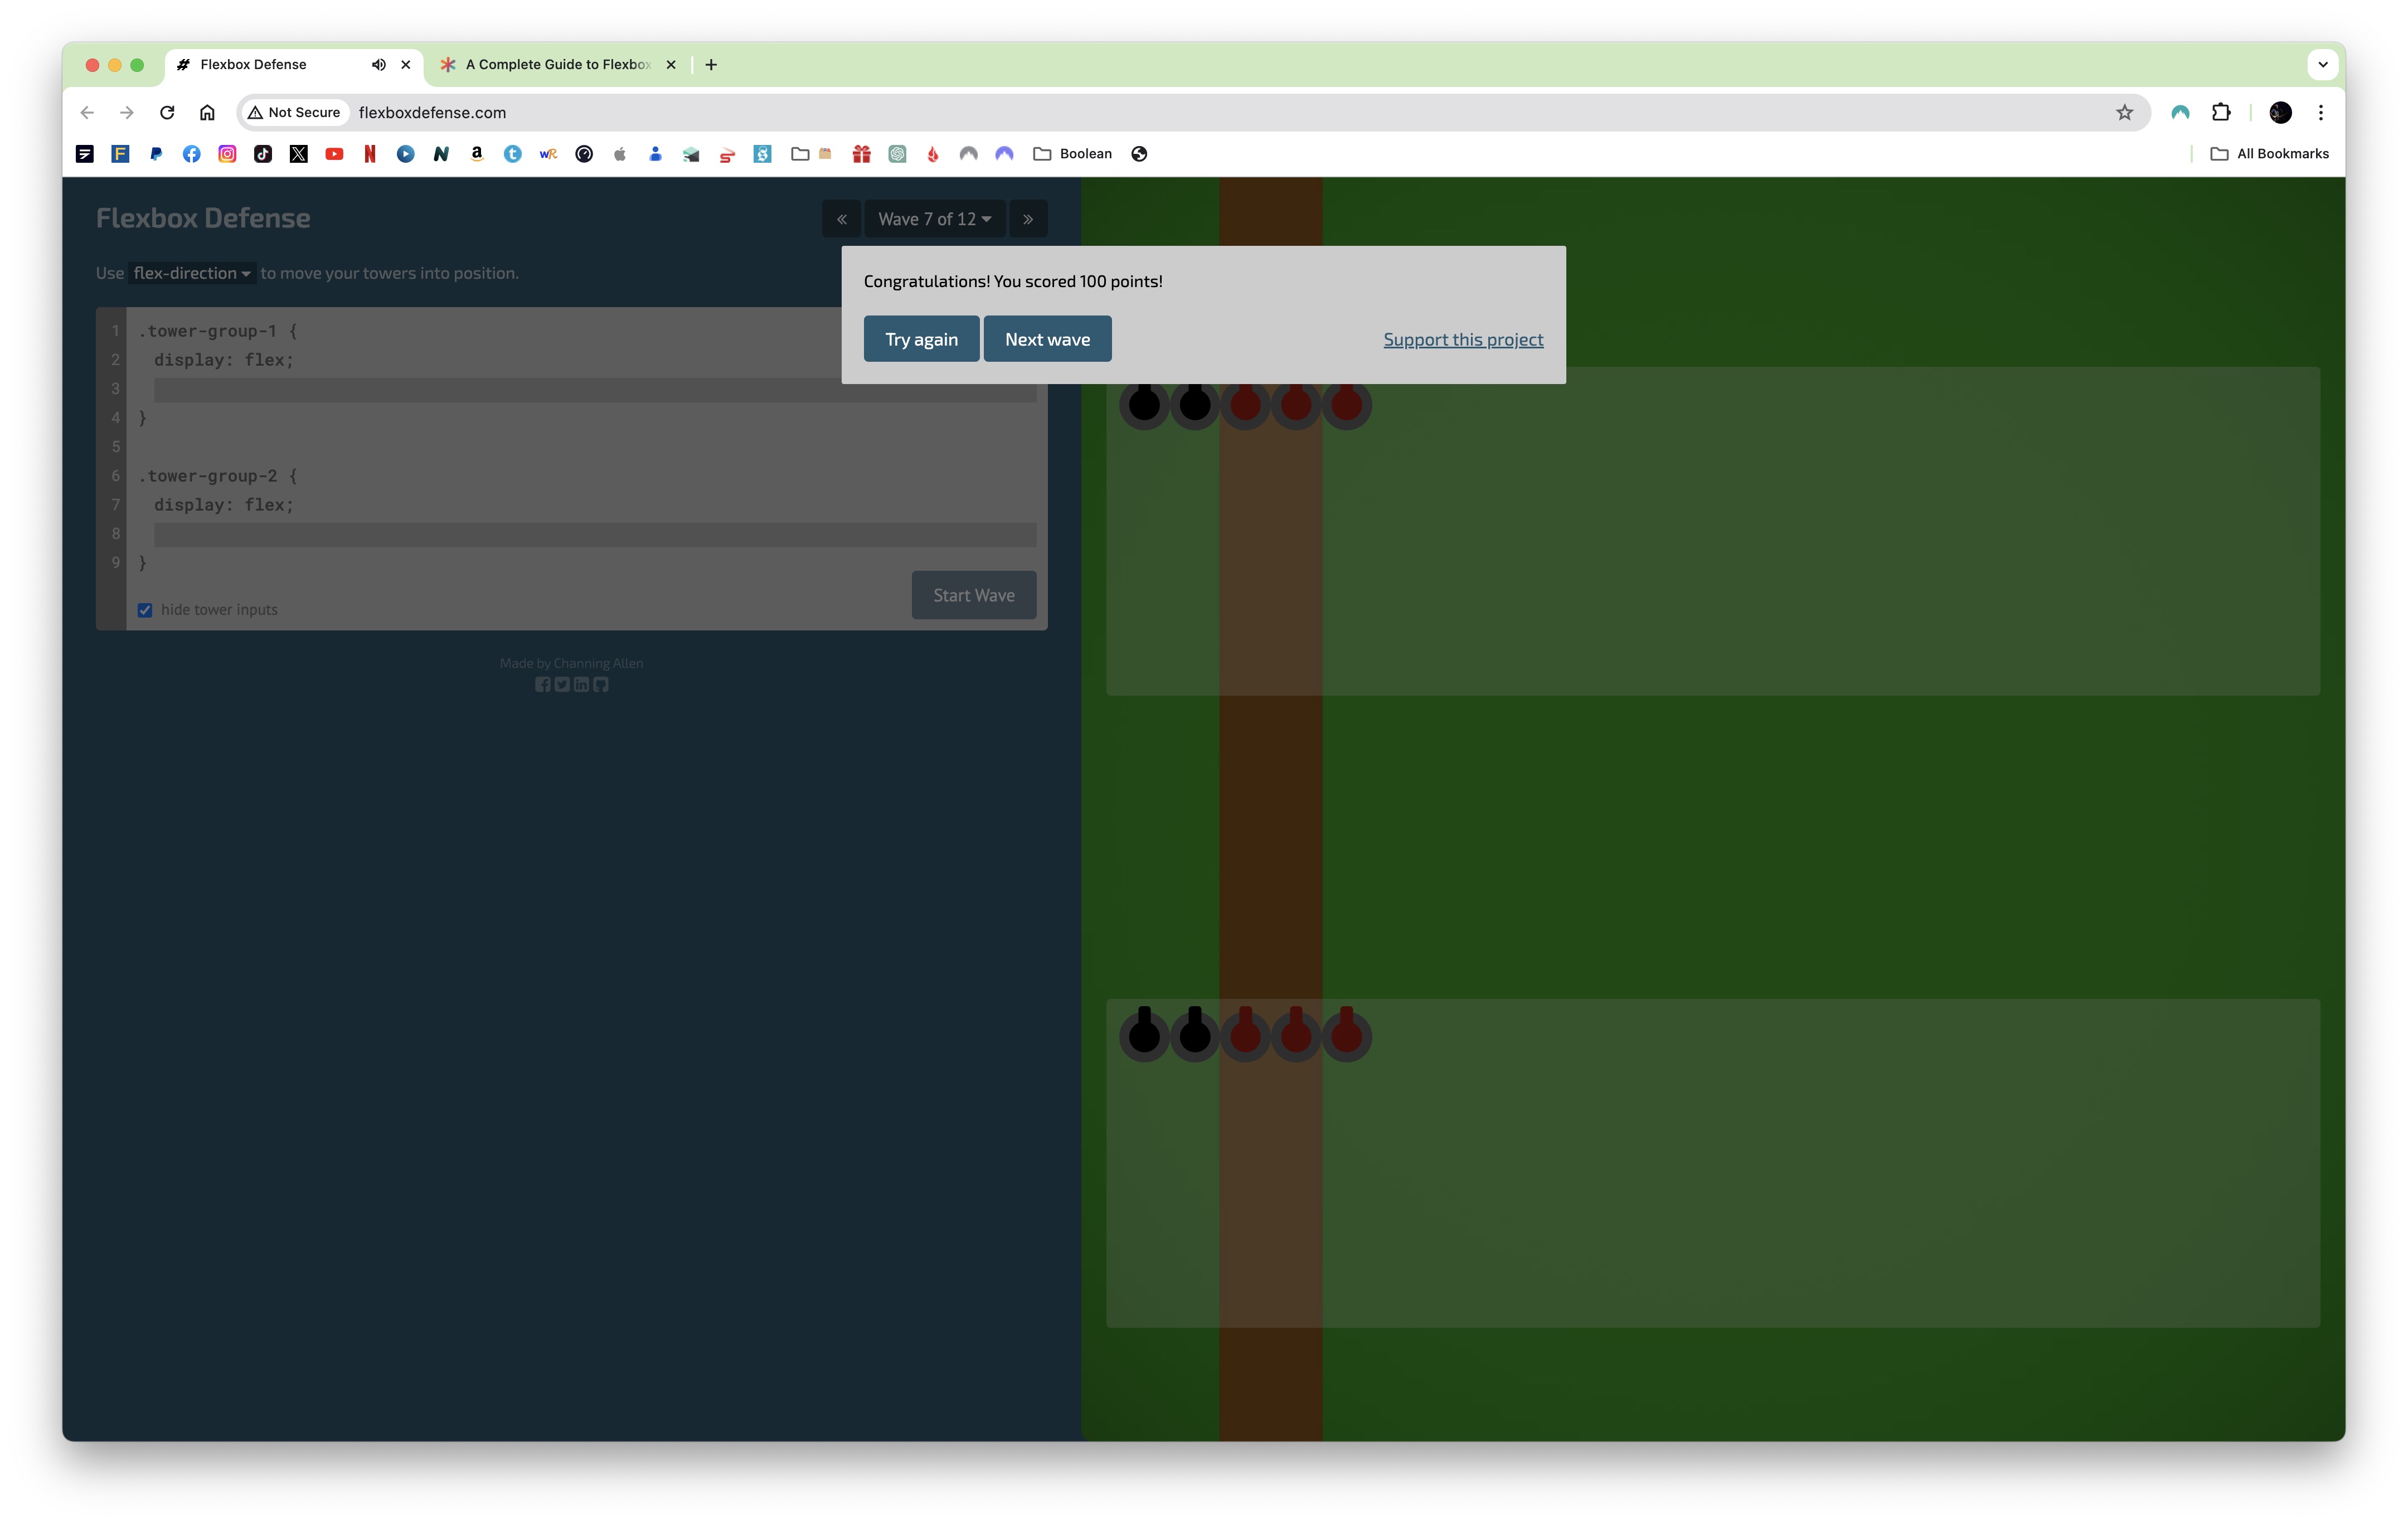 Flexbox Defense
A Complete Guide to Flexbox
Not Secure
flexboxdefense.com
Boolean
All Bookmarks
Flexbox Defense
« Wave 7 of 12 »
Use flex-direction to move your towers into position.
Congratulations! You scored 100 points!
Try again
Next wave
Support this project
1 .tower-group-1 {
2 display: flex;
3
4 }
5
6 .tower-group-2 {
7 display: flex;
8
9 }
hide tower inputs
Start Wave
Made by Channing Allen